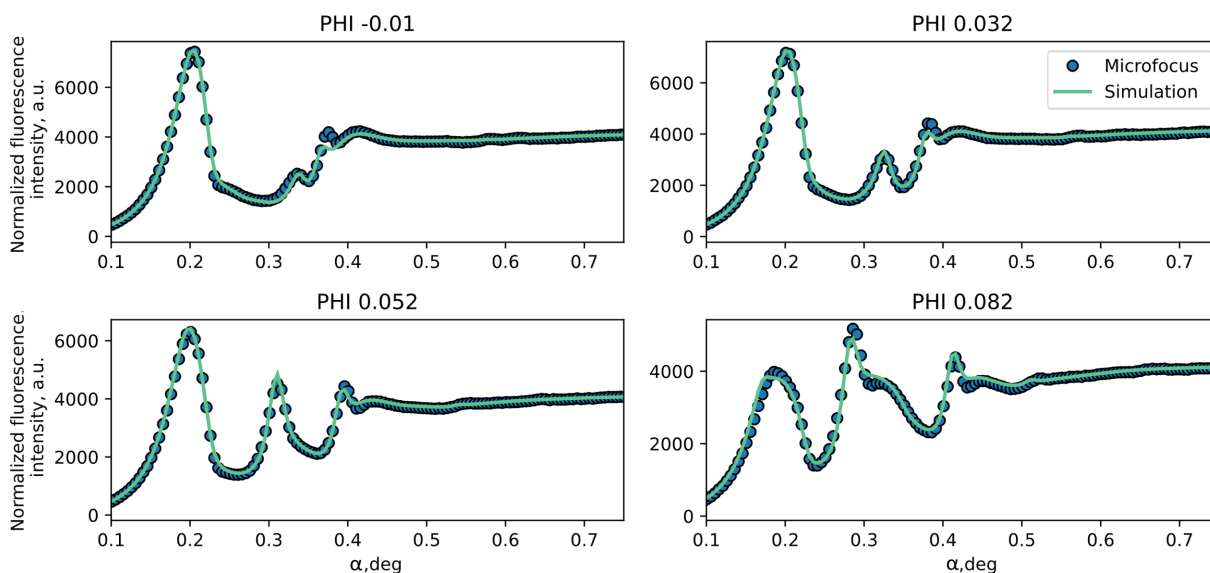 PHI -0.01
PHI 0.032
Normalized fluorescence
intensity, a.u.
6000
4000
2000
0
0.1 0.2 0.3 0.4 0.5 0.6 0.7
6000
4000
2000
0
0.1 0.2 0.3 0.4 0.5 0.6 0.7
Microfocus
Simulation
PHI 0.052
PHI 0.082
Normalized fluorescence.
intensity, a.u.
6000
4000
2000
0
0.1 0.2 0.3 0.4 0.5 0.6 0.7
α,deg
4000
2000
0
0.1 0.2 0.3 0.4 0.5 0.6 0.7
α,deg